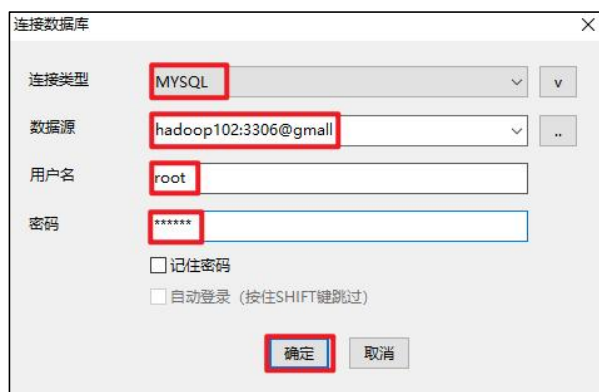 连接数据库
连接类型 MYSQL v
数据源 hadoop102:3306@gmall ..
用户名 root
密码 ******
记住密码
自动登录 (按住SHIFT键跳过)
确定 取消